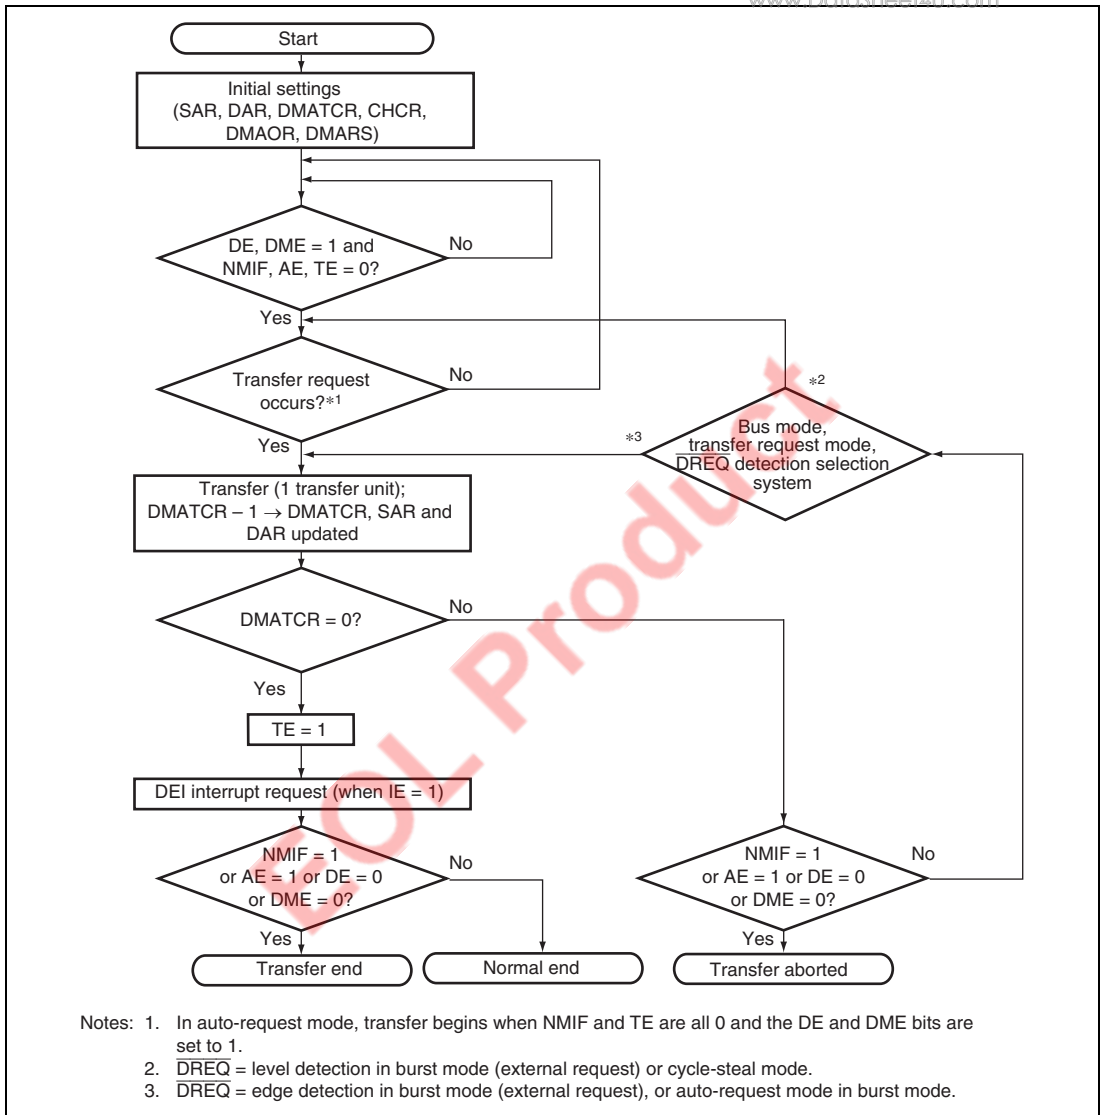 www.DataSheet4U.com
Start
Initial settings
(SAR, DAR, DMATCR, CHCR,
DMAOR, DMARS)
DE, DME = 1 and
NMIF, AE, TE = 0?
No
Yes
Transfer request
occurs?*1
No
Yes
*2
Bus mode,
transfer request mode,
DREQ detection selection
system
*3
Transfer (1 transfer unit);
DMATCR – 1 → DMATCR, SAR and
DAR updated
DMATCR = 0?
No
Yes
TE = 1
DEI interrupt request (when IE = 1)
NMIF = 1
or AE = 1 or DE = 0
or DME = 0?
No
Yes
NMIF = 1
or AE = 1 or DE = 0
or DME = 0?
No
Yes
Transfer end
Normal end
Transfer aborted
EOL Product
Notes: 1. In auto-request mode, transfer begins when NMIF and TE are all 0 and the DE and DME bits are
set to 1.
2. DREQ = level detection in burst mode (external request) or cycle-steal mode.
3. DREQ = edge detection in burst mode (external request), or auto-request mode in burst mode.